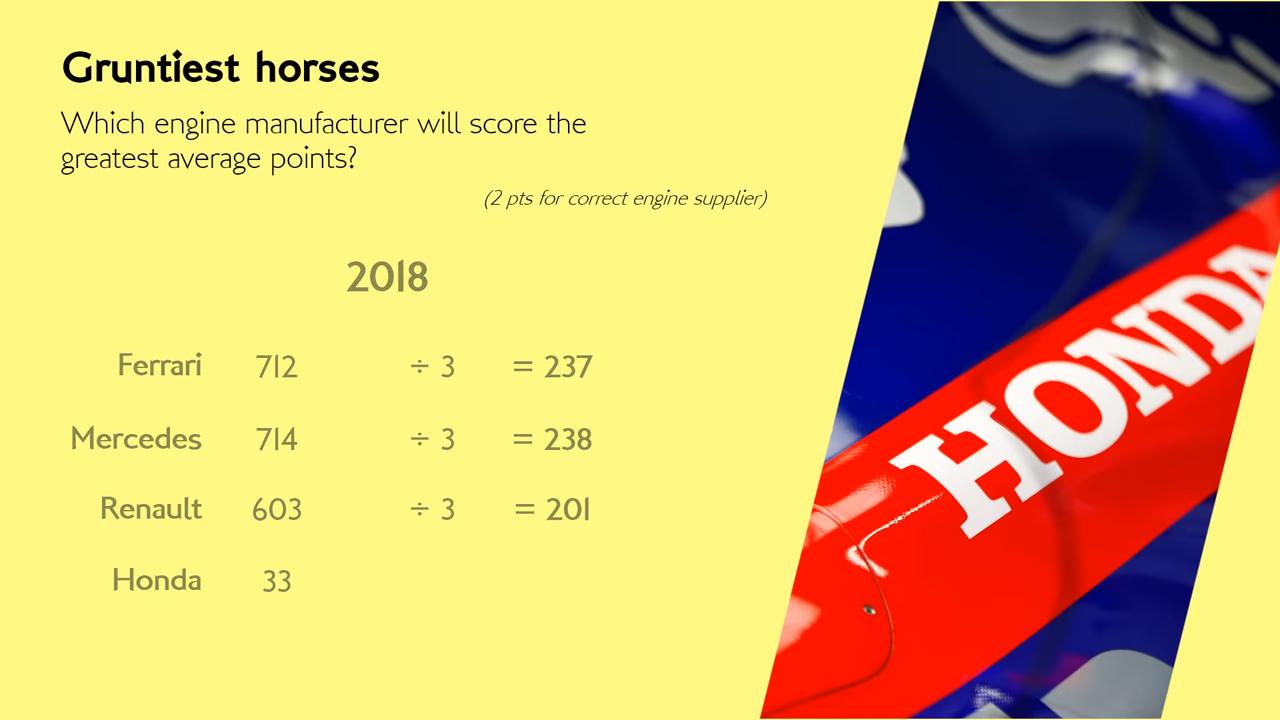 Gruntiest horses
Which engine manufacturer will score the
greatest average points?
(2 pts for correct engine supplier)
2018
Ferrari 712 ÷ 3 = 237
Mercedes 714 ÷ 3 = 238
Renault 603 ÷ 3 = 201
Honda 33
HONDA